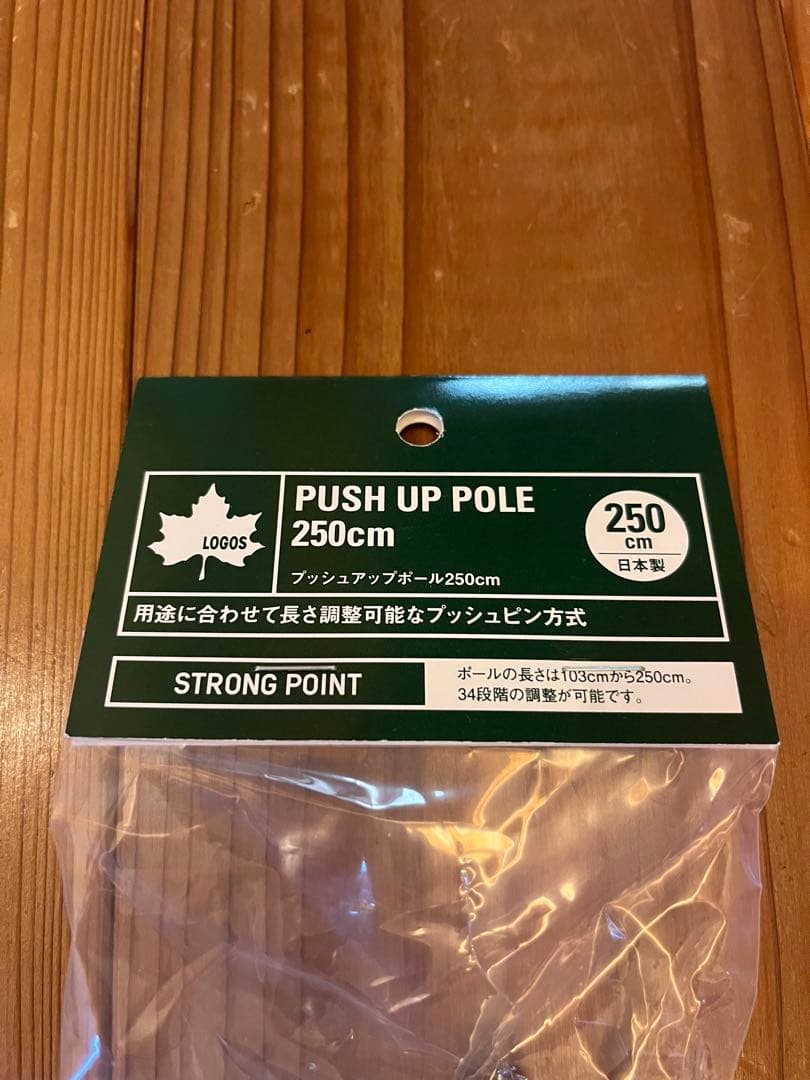 LOGOS
PUSH UP POLE
250cm
プッシュアップポール250cm
250
cm
日本製
用途に合わせて長さ調整可能なプッシュピン方式
STRONG POINT
ポールの長さは103cmから250cm。
34段階の調整が可能です。